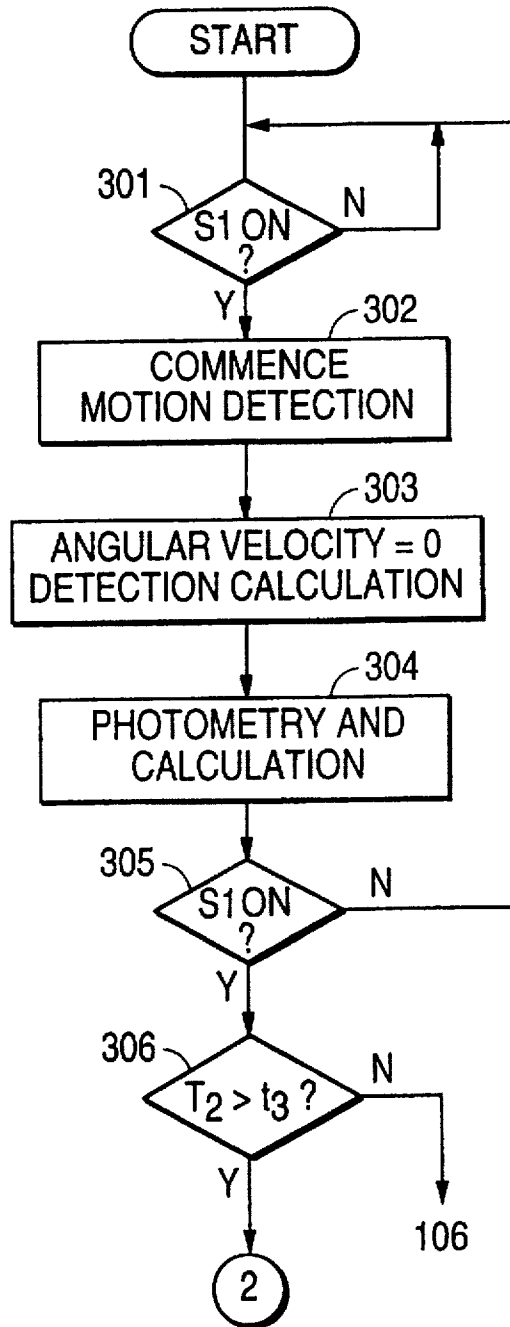 START
301
S1 ON
?
N
Y
302
COMMENCE
MOTION DETECTION
303
ANGULAR VELOCITY = 0
DETECTION CALCULATION
304
PHOTOMETRY AND
CALCULATION
305
S1 ON
?
N
Y
306
T2 > t3 ?
N
Y
106
2